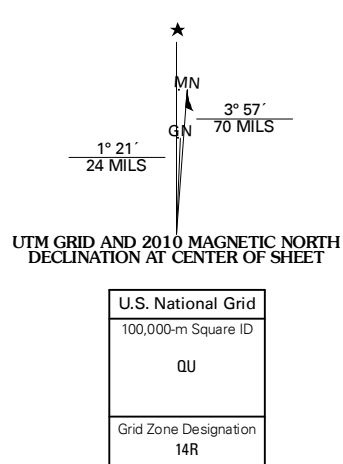 ★
MN
3° 57´
70 MILS
GN
1° 21´
24 MILS
UTM GRID AND 2010 MAGNETIC NORTH
DECLINATION AT CENTER OF SHEET
U.S. National Grid
100,000-m Square ID
QU
Grid Zone Designation
14R